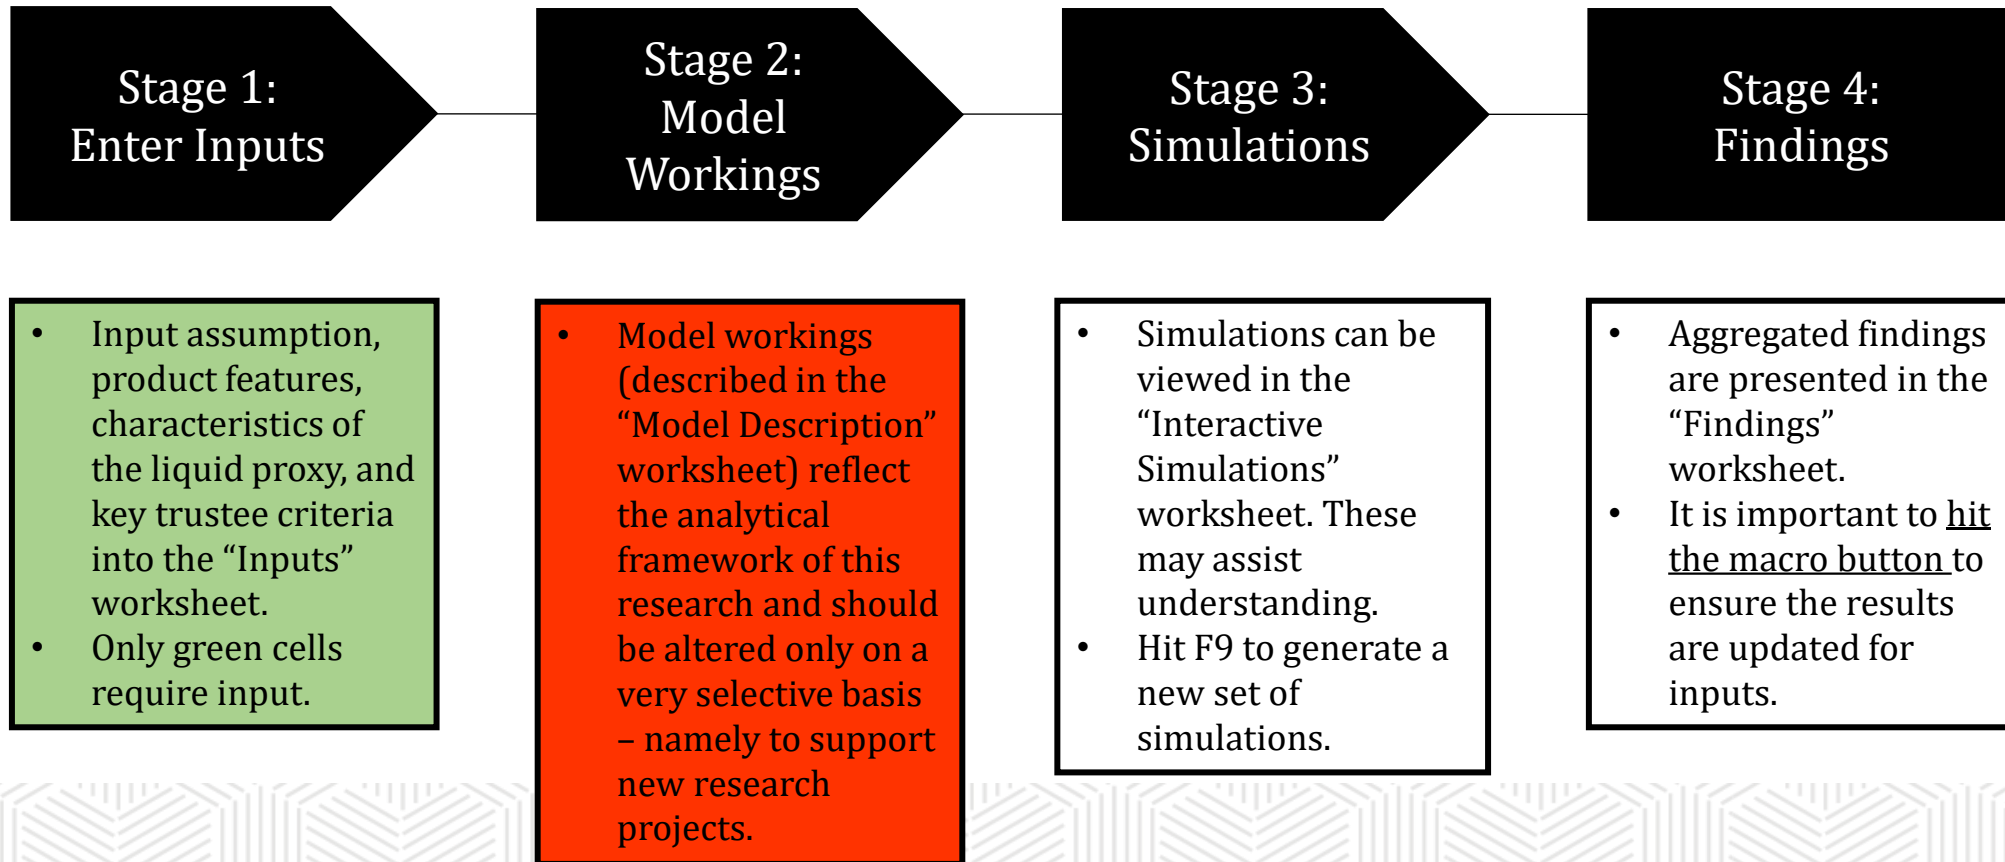 Stage 1:
Enter Inputs
Stage 2:
Model
Workings
Stage 3:
Simulations
Stage 4:
Findings
• Input assumption,
product features,
characteristics of
the liquid proxy, and
key trustee criteria
into the “Inputs”
worksheet.
• Only green cells
require input.
• Model workings
(described in the
“Model Description”
worksheet) reflect
the analytical
framework of this
research and should
be altered only on a
very selective basis
– namely to support
new research
projects.
• Simulations can be
viewed in the
“Interactive
Simulations”
worksheet. These
may assist
understanding.
• Hit F9 to generate a
new set of
simulations.
• Aggregated findings
are presented in the
“Findings”
worksheet.
• It is important to hit
the macro button to
ensure the results
are updated for
inputs.